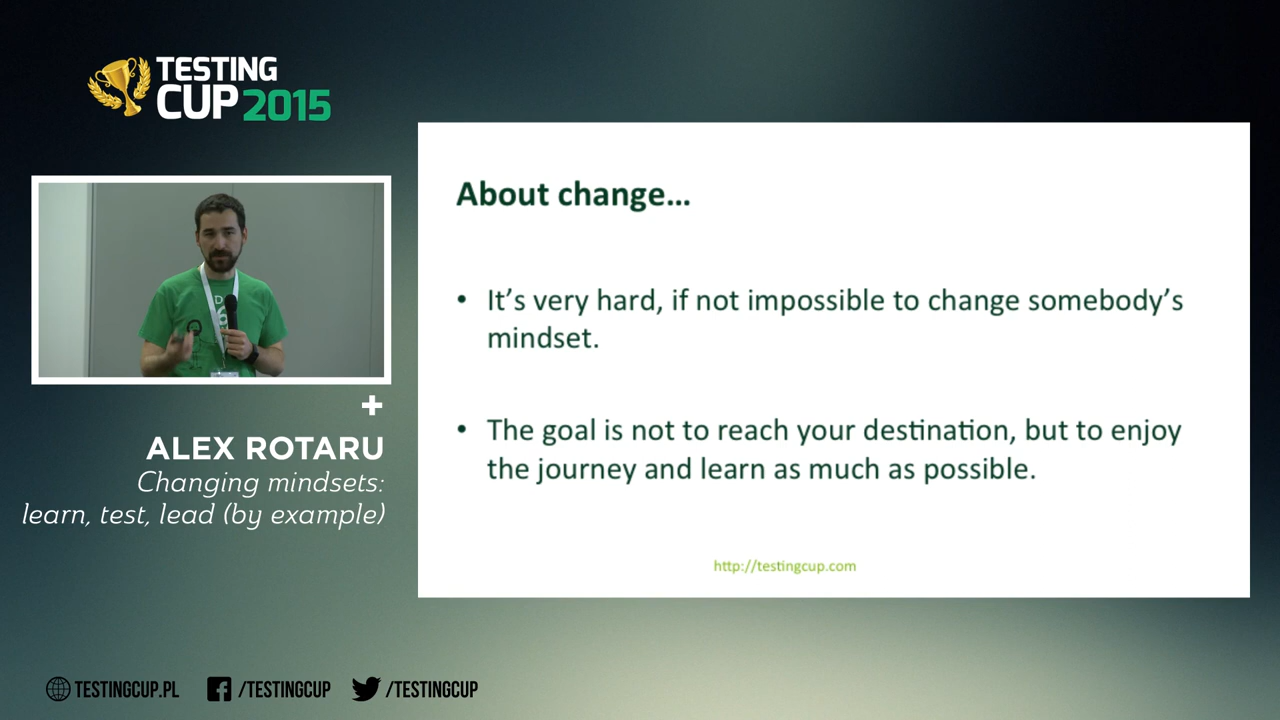 TESTING
CUP 2015
ALEX ROTARU
Changing mindsets:
learn, test, lead (by example)
About change...
• It's very hard, if not impossible to change somebody's
mindset.
• The goal is not to reach your destination, but to enjoy
the journey and learn as much as possible.
http://testingcup.com
TESTINGCUP.PL
/TESTINGCUP
/TESTINGCUP